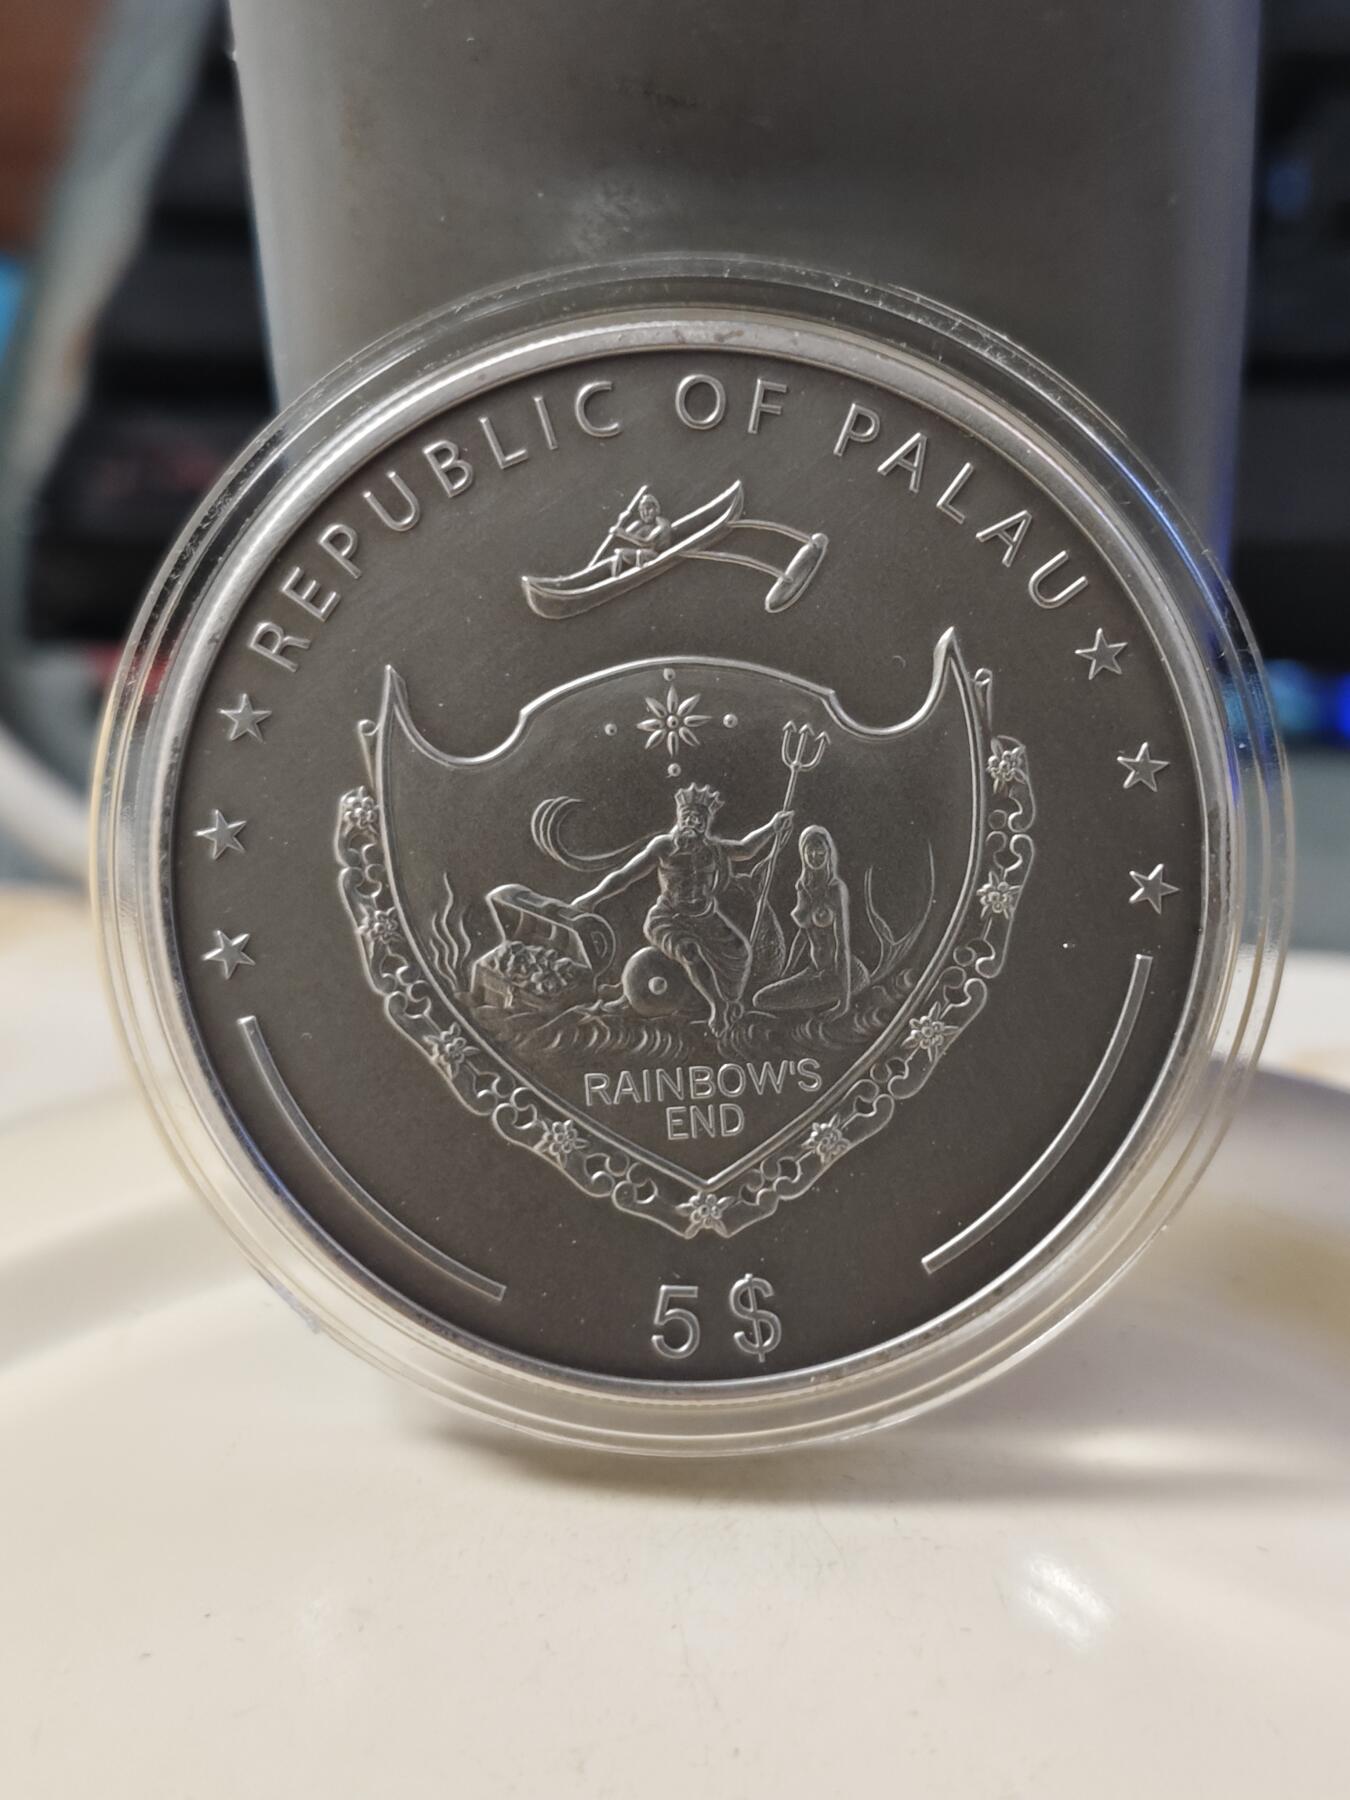 REPUBLIC OF PALAU
RAINBOW'S
END
5 $